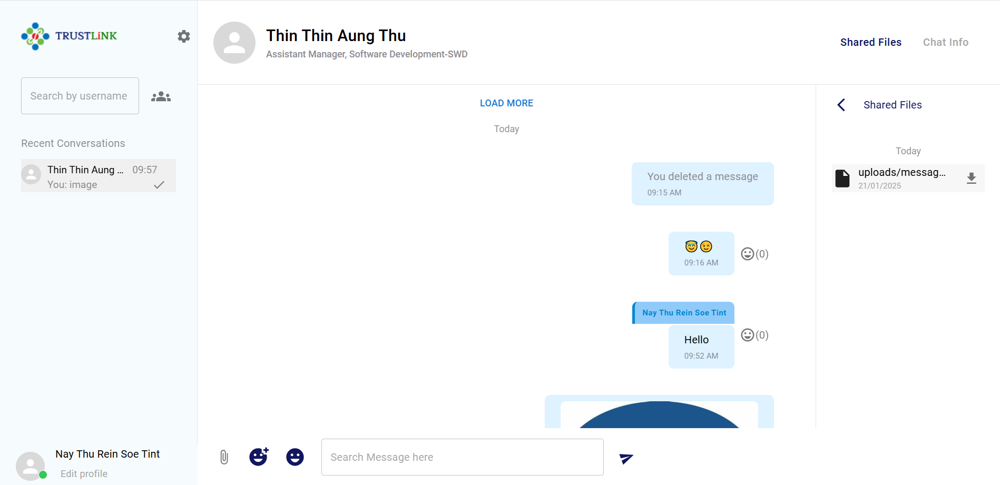 TRUSTLiNK
Search by username
Recent Conversations
Thin Thin Aung ... 09:57
You: image
Nay Thu Rein Soe Tint
Edit profile
Thin Thin Aung Thu
Assistant Manager, Software Development-SWD
Shared Files Chat Info
LOAD MORE
Today
You deleted a message
09:15 AM
😇😉
09:16 AM
(0)
Nay Thu Rein Soe Tint
Hello
09:52 AM
(0)
Search Message here
Shared Files
Today
uploads/messag...
21/01/2025